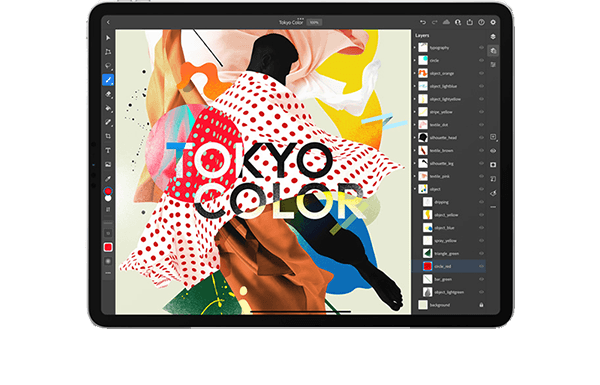 Tokyo Color
Layers
typography
circle
object_orange
object_lightblue
object_lightyellow
stripe_yellow
textile_dot
silhouette_head
textile_brown
silhouette_leg
textile_pink
object
dripping
object_yellow
object_blue
spray_yellow
triangle_green
circle_red
bar_green
object_lightgreen
background
TOKYO
COLOR